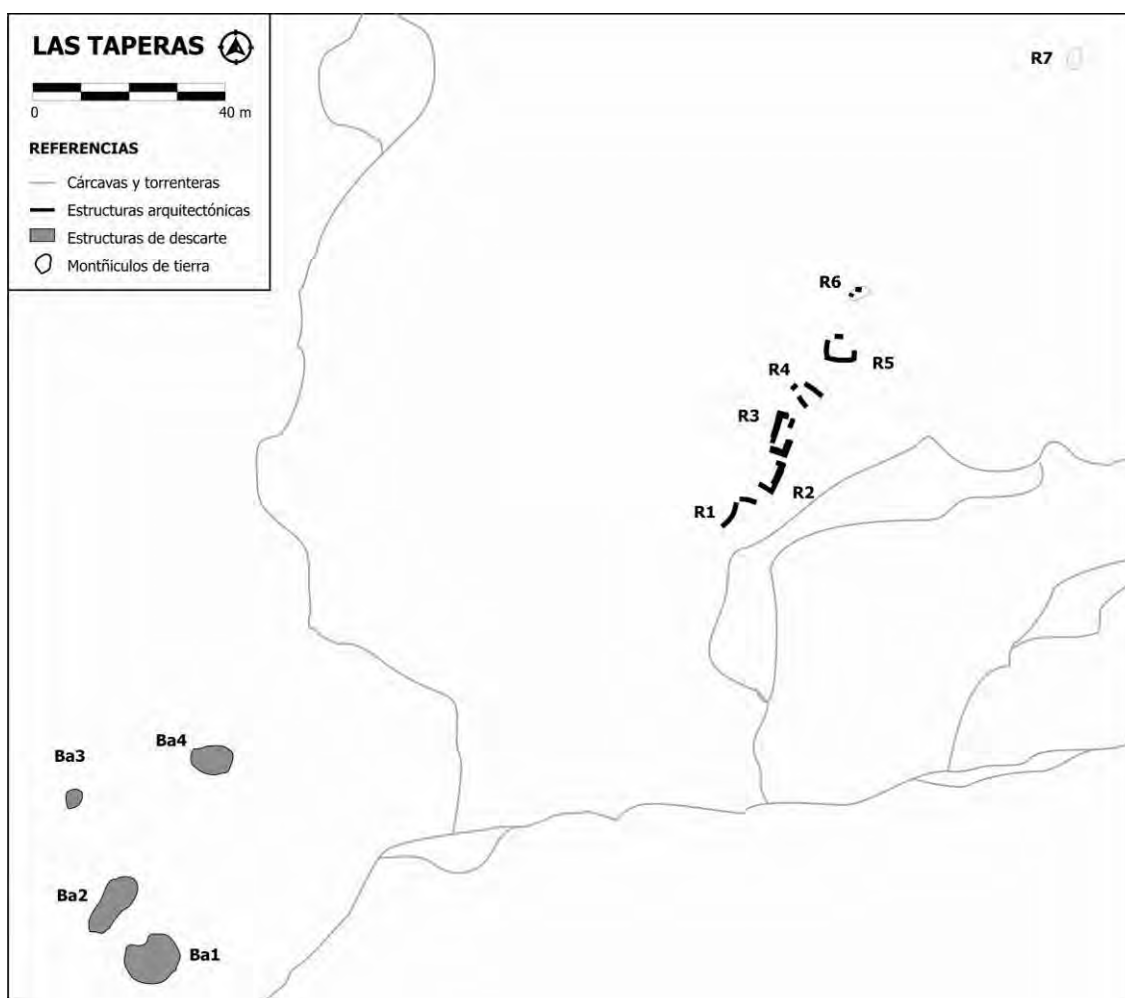 LAS TAPERAS
0 40 m
REFERENCIAS
Cárcavas y torrenteras
Estructuras arquitectónicas
Estructuras de descarte
Montñiculos de tierra
R7
R6
R5
R4
R3
R2
R1
Ba4
Ba3
Ba2
Ba1